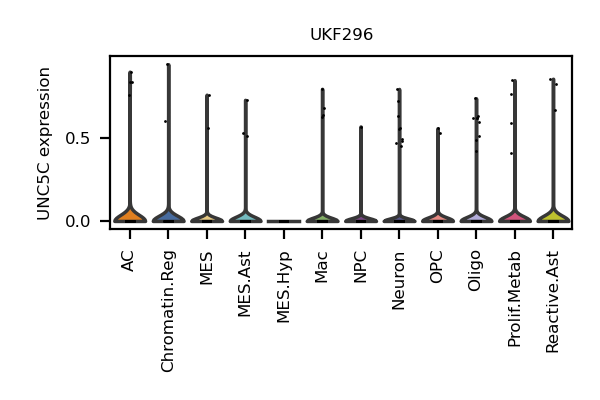 UKF296
UNC5C expression
0.5
0.0
AC
Chromatin.Reg
MES
MES.Ast
MES.Hyp
Mac
NPC
Neuron
OPC
Oligo
Prolif.Metab
Reactive.Ast